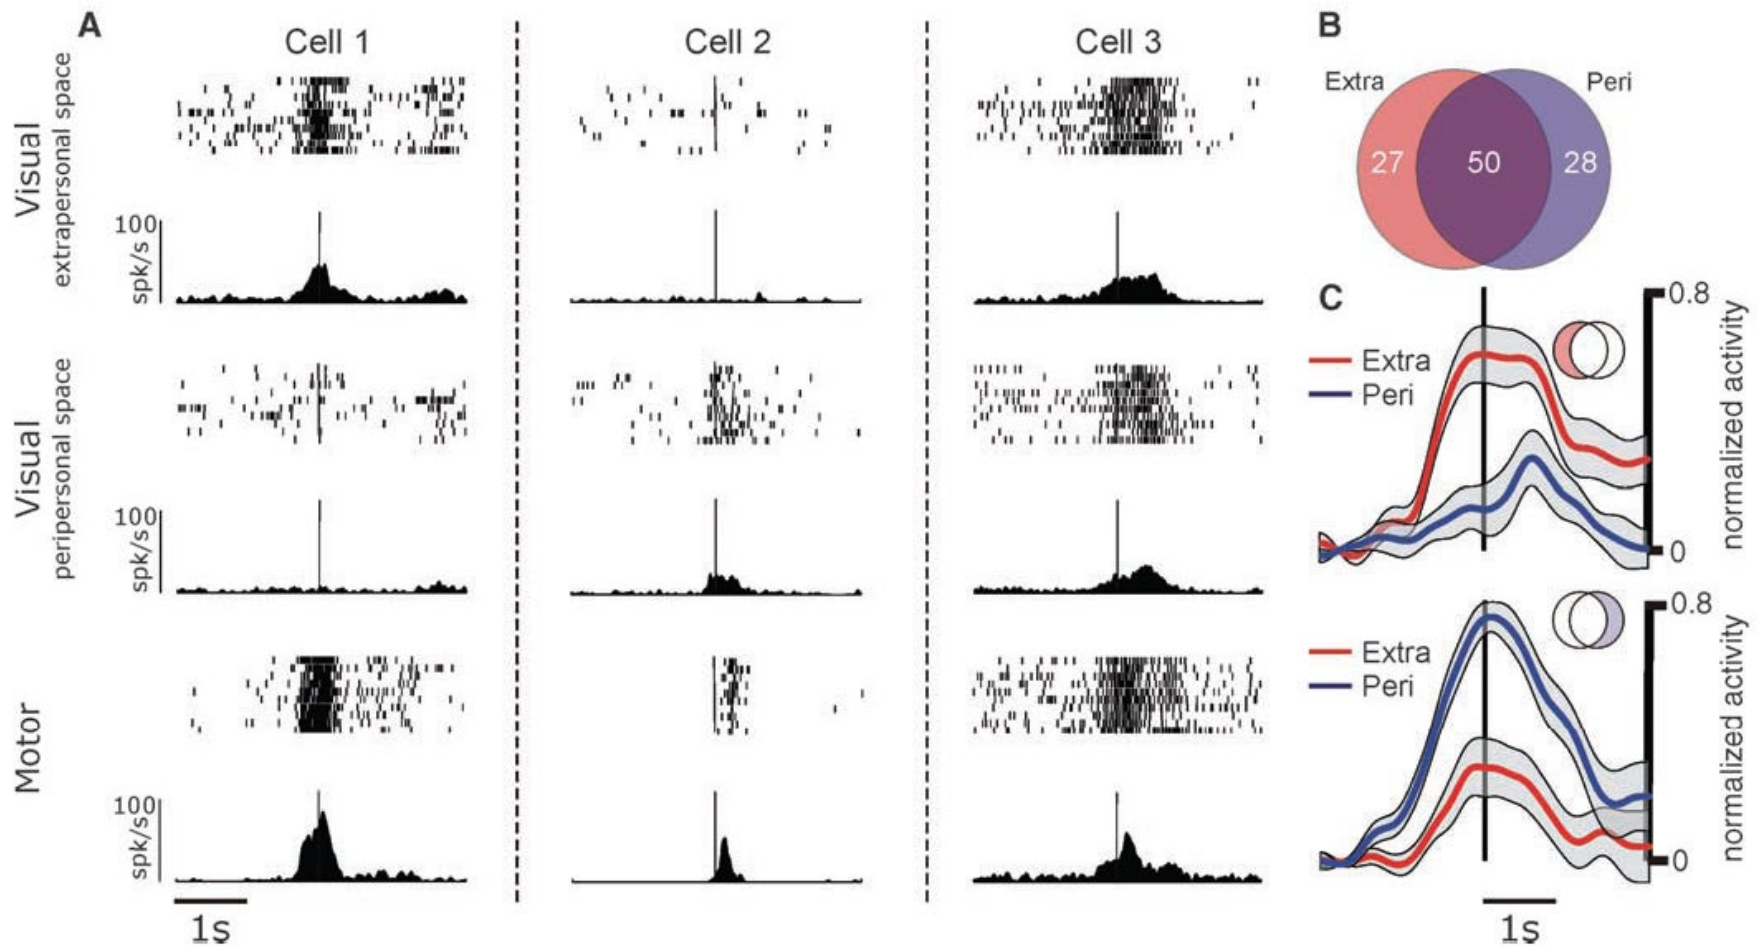 A
Cell 1
Cell 2
Cell 3
Visual
extrapersonal space
100
spk/s
Visual
peripersonal space
100
spk/s
Motor
100
spk/s
1s
B
Extra
Peri
27
50
28
C
Extra
Peri
0.8
0
normalized activity
Extra
Peri
0.8
0
normalized activity
1s